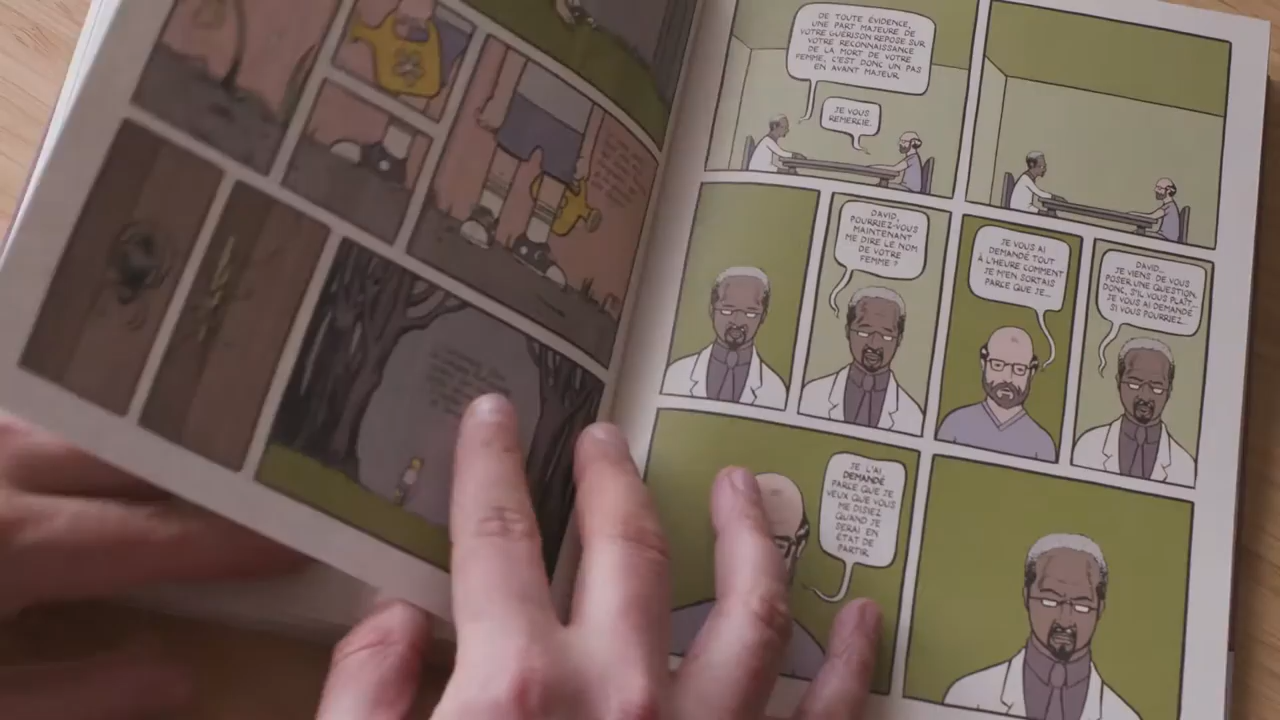 DE TOUTE ÉVIDENCE,
UNE PART MAJEURE DE
VOTRE GUÉRISON REPOSE SUR
VOTRE RECONNAISSANCE
DE LA MORT DE VOTRE
FEMME, C'EST DONC UN PAS
EN AVANT MAJEUR.
JE VOUS
REMERCIE.
DAVID,
POURRIEZ-VOUS
MAINTENANT
ME DIRE LE NOM
DE VOTRE
FEMME ?
JE VOUS AI
DEMANDÉ TOUT
À L'HEURE COMMENT
JE M'EN SORTAIS
PARCE QUE JE...
DAVID...
JE VIENS DE VOUS
POSER UNE QUESTION,
DONC, S'IL VOUS PLAÎT...
JE VOUS AI DEMANDÉ
SI VOUS POURRIEZ...
JE L'AI
DEMANDÉ
PARCE QUE JE
VEUX QUE VOUS
ME DISIEZ
QUAND JE
SERAI EN
ÉTAT DE
PARTIR.